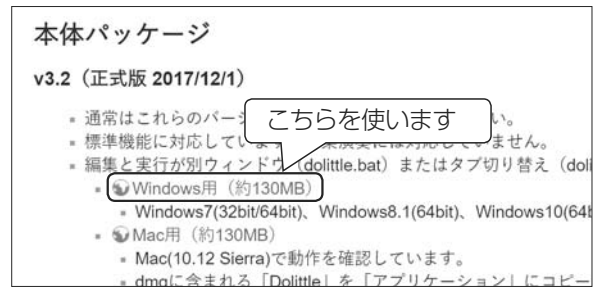 本体パッケージ
v3.2（正式版 2017/12/1）
通常はこれらのバー
い。
こちらを使います
標準機能に対応してい
ていません。
編集と実行が別ウィンドウ（dolittle.bat）またはタブ切り替え（doli
Windows用（約130MB）
Windows7(32bit/64bit)、Windows8.1(64bit)、Windows10(64
Mac用（約130MB）
Mac(10.12 Sierra)で動作を確認しています。
dmgに含まれる「Dolittle」を「アプリケーション」にコピー